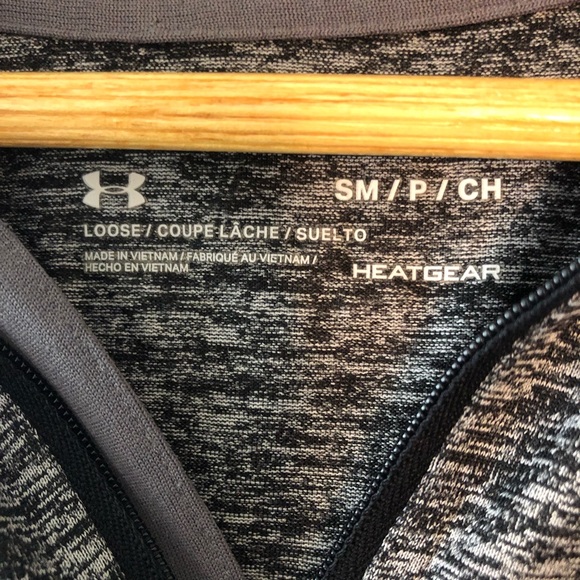 SM / P / CH
LOOSE / COUPE LÂCHE / SUELTO
MADE IN VIETNAM / FABRIQUÉ AU VIETNAM /
HECHO EN VIETNAM
HEATGEAR